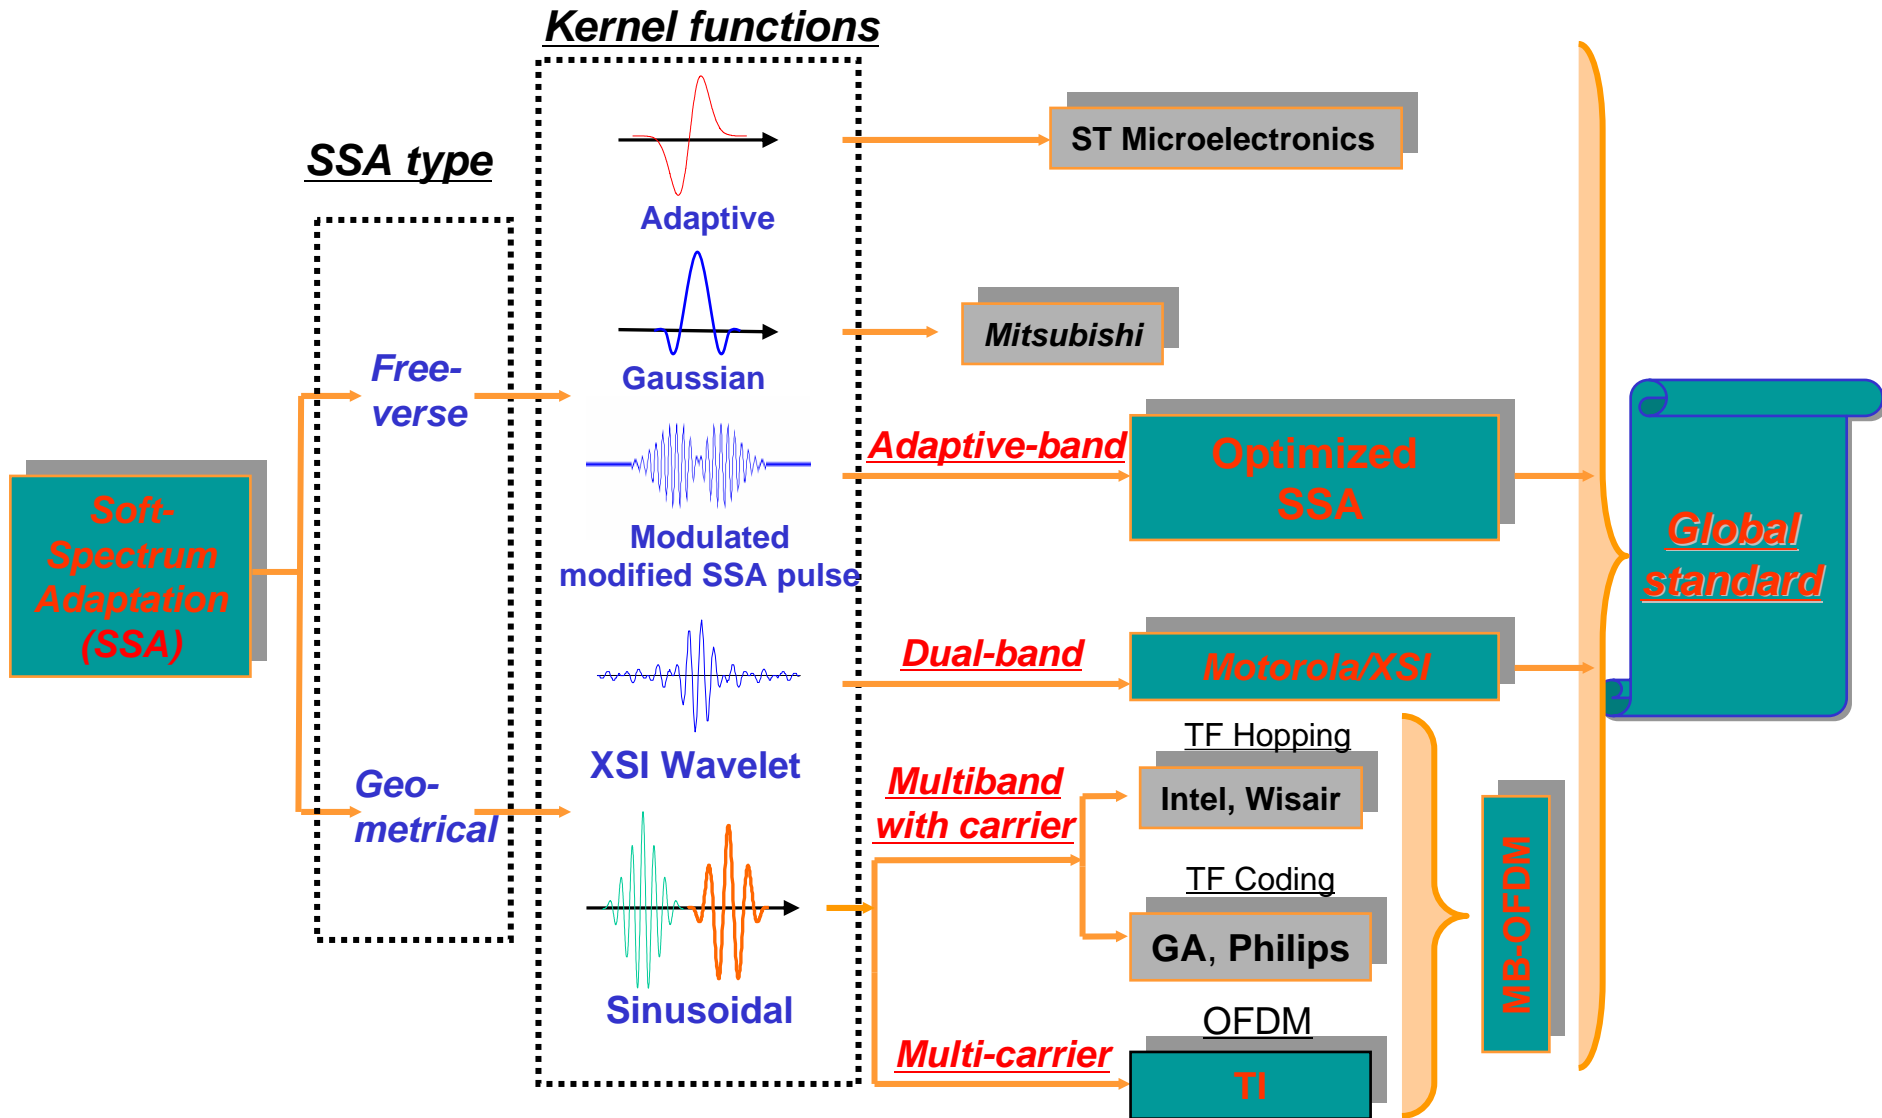 Kernel functions
SSA type
Adaptive
ST Microelectronics
Gaussian
Mitsubishi
Free-
verse
Modulated
modified SSA pulse
Adaptive-band
Optimized
SSA
Soft-
Spectrum
Adaptation
(SSA)
Global
standard
XSI Wavelet
Dual-band
Motorola/XSI
Geo-
metrical
Sinusoidal
Multiband
with carrier
TF Hopping
Intel, Wisair
TF Coding
GA, Philips
Multi-carrier
OFDM
TI
MB-OFDM